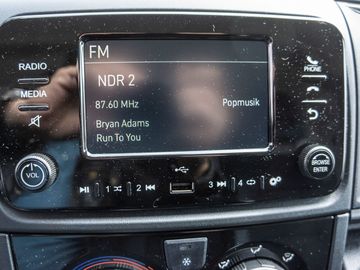 FM
RADIO
NDR 2
PHONE
MEDIA
87.60 MHz Popmusik
Bryan Adams
Run To You
VOL
BROWSE
ENTER
1 2 3 4